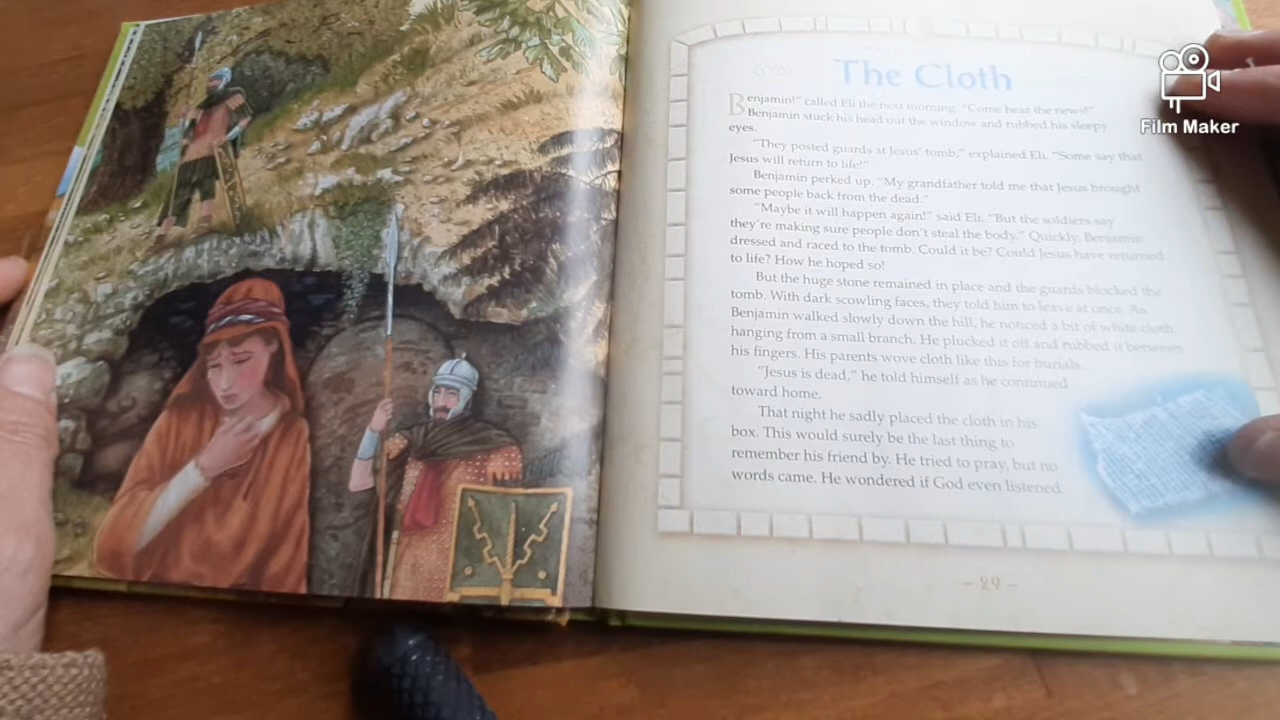 The Cloth
Benjamin!" called Eli the next morning. "Come hear the news!"
Benjamin stuck his head out the window and rubbed his sleepy
eyes.
"They posted guards at Jesus' tomb," explained Eli. "Some say that
Jesus will return to life!"
Benjamin perked up. "My grandfather told me that Jesus brought
some people back from the dead."
"Maybe it will happen again!" said Eli. "But the soldiers say
they're making sure people don't steal the body." Quickly, Benjamin
dressed and raced to the tomb. Could it be? Could Jesus have returned
to life? How he hoped so!
But the huge stone remained in place and the guards blocked the
tomb. With dark scowling faces, they told him to leave at once. As
Benjamin walked slowly down the hill, he noticed a bit of white cloth
hanging from a small branch. He plucked it off and rubbed it between
his fingers. His parents wove cloth like this for burials.
"Jesus is dead," he told himself as he continued
toward home.
That night he sadly placed the cloth in his
box. This would surely be the last thing to
remember his friend by. He tried to pray, but no
words came. He wondered if God even listened.
- 29 -
Film Maker